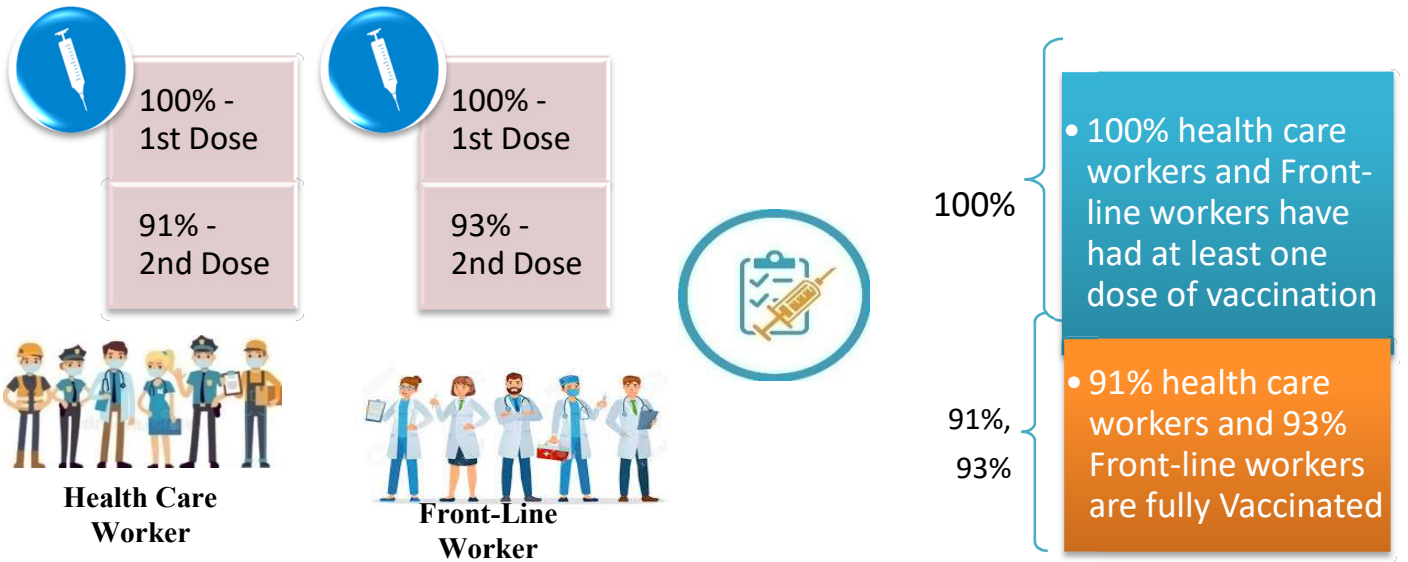 100% -
1st Dose
91% -
2nd Dose
Health Care
Worker
100% -
1st Dose
93% -
2nd Dose
Front-Line
Worker
100%
• 100% health care
workers and Front-
line workers have
had at least one
dose of vaccination
91%,
93%
• 91% health care
workers and 93%
Front-line workers
are fully Vaccinated